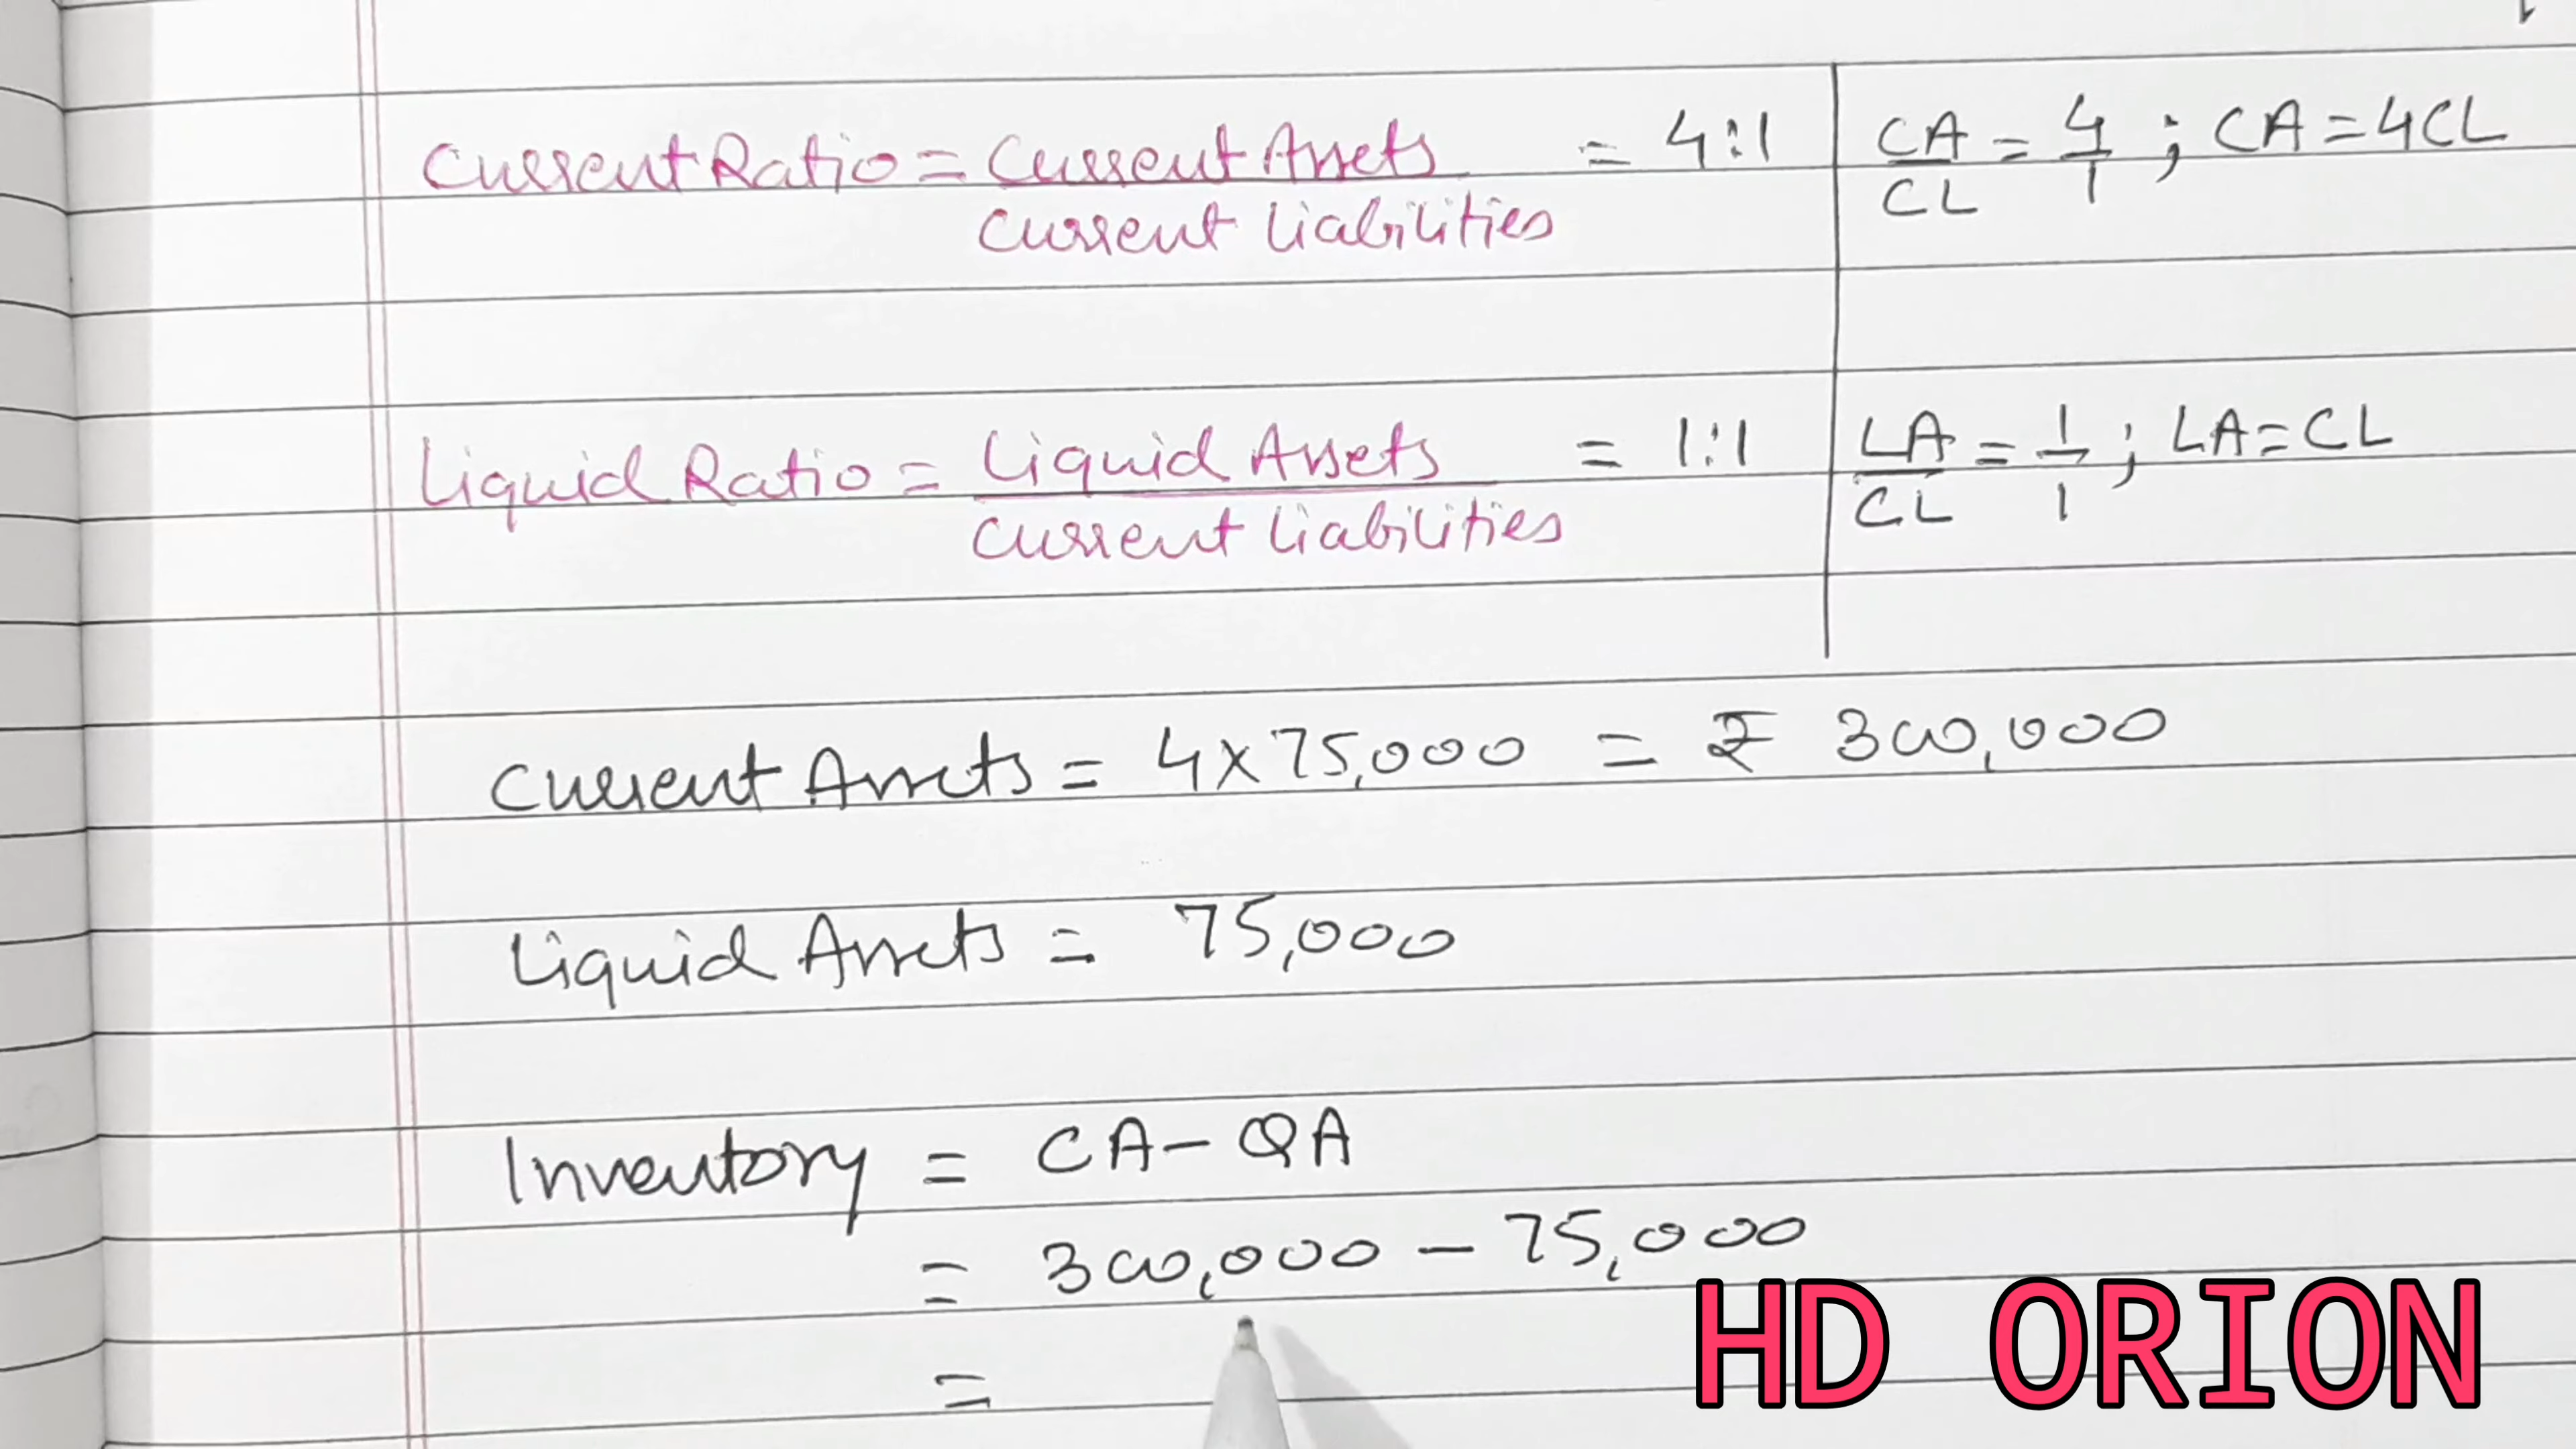 Current Ratio = Current Assets / Current Liabilities = 4:1 | CA/CL = 4/1 ; CA = 4CL
Liquid Ratio = Liquid Assets / Current Liabilities = 1:1 | LA/CL = 1/1 ; LA = CL
Current Assets = 4 × 75,000 = ₹ 300,000
Liquid Assets = 75,000
Inventory = CA - QA
= 300,000 - 75,000
=
HD ORION